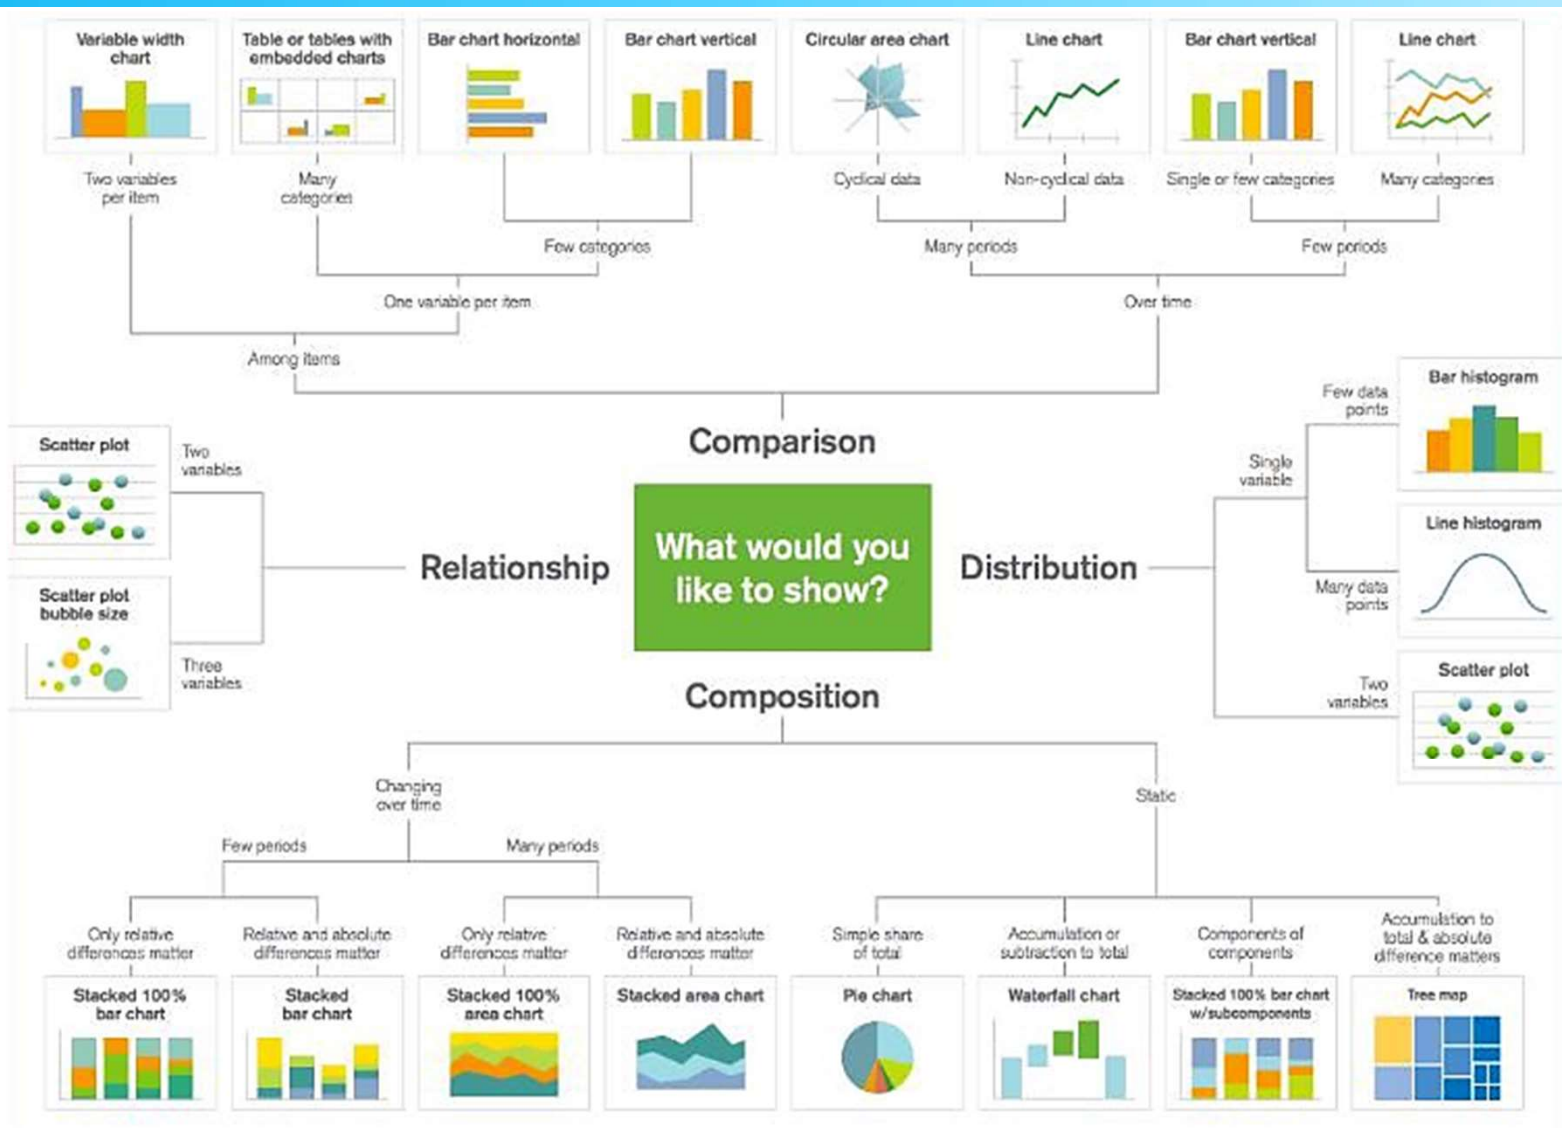 Variable width
chart
Table or tables with
embedded charts
Bar chart horizontal
Bar chart vertical
Circular area chart
Line chart
Bar chart vertical
Line chart
Two variables
per item
Many
categories
Cyclical data
Non-cyclical data
Single or few categories
Many categories
Few categories
Many periods
Few periods
One variable per item
Over time
Among items
Comparison
Scatter plot
Two
variables
Scatter plot
bubble size
Three
variables
Relationship
What would you
like to show?
Distribution
Single
variable
Few data
points
Bar histogram
Many data
points
Line histogram
Two
variables
Scatter plot
Composition
Changing
over time
Static
Few periods
Many periods
Only relative
differences matter
Relative and absolute
differences matter
Only relative
differences matter
Relative and absolute
differences matter
Simple share
of total
Accumulation or
subtraction to total
Components of
components
Accumulation to
total & absolute
difference matters
Stacked 100%
bar chart
Stacked
bar chart
Stacked 100%
area chart
Stacked area chart
Pie chart
Waterfall chart
Stacked 100% bar chart
w/subcomponents
Tree map